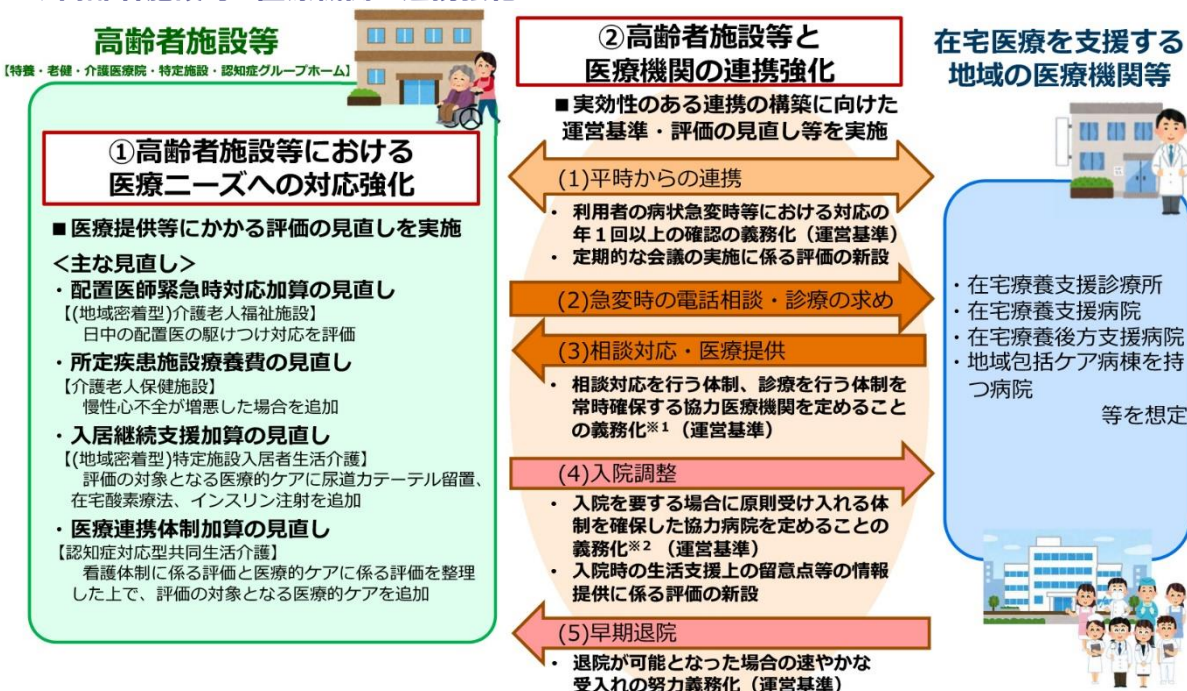 高齢者施設等
【特養・老健・介護医療院・特定施設・認知症グループホーム】
①高齢者施設等における
医療ニーズへの対応強化
■医療提供等にかかる評価の見直しを実施
<主な見直し>
・配置医師緊急時対応加算の見直し
【(地域密着型)介護老人福祉施設】
日中の配置医の駆けつけ対応を評価
・所定疾患施設療養費の見直し
【介護老人保健施設】
慢性心不全が増悪した場合を追加
・入居継続支援加算の見直し
【(地域密着型)特定施設入居者生活介護】
評価の対象となる医療的ケアに尿道カテーテル留置、
在宅酸素療法、インスリン注射を追加
・医療連携体制加算の見直し
【認知症対応型共同生活介護】
看護体制に係る評価と医療的ケアに係る評価を整理
した上で、評価の対象となる医療的ケアを追加
②高齢者施設等と
医療機関の連携強化
■実効性のある連携の構築に向けた
運営基準・評価の見直し等を実施
(1)平時からの連携
・利用者の病状急変時等における対応の
年1回以上の確認の義務化（運営基準）
・定期的な会議の実施に係る評価の新設
(2)急変時の電話相談・診療の求め
(3)相談対応・医療提供
・相談対応を行う体制、診療を行う体制を
常時確保する協力医療機関を定めること
の義務化※1（運営基準）
(4)入院調整
・入院を要する場合に原則受け入れる体
制を確保した協力病院を定めることの
義務化※2（運営基準）
・入院時の生活支援上の留意点等の情報
提供に係る評価の新設
(5)早期退院
・退院が可能となった場合の速やかな
受入れの努力義務化（運営基準）
在宅医療を支援する
地域の医療機関等
・在宅療養支援診療所
・在宅療養支援病院
・在宅療養後方支援病院
・地域包括ケア病棟を持
つ病院
等を想定